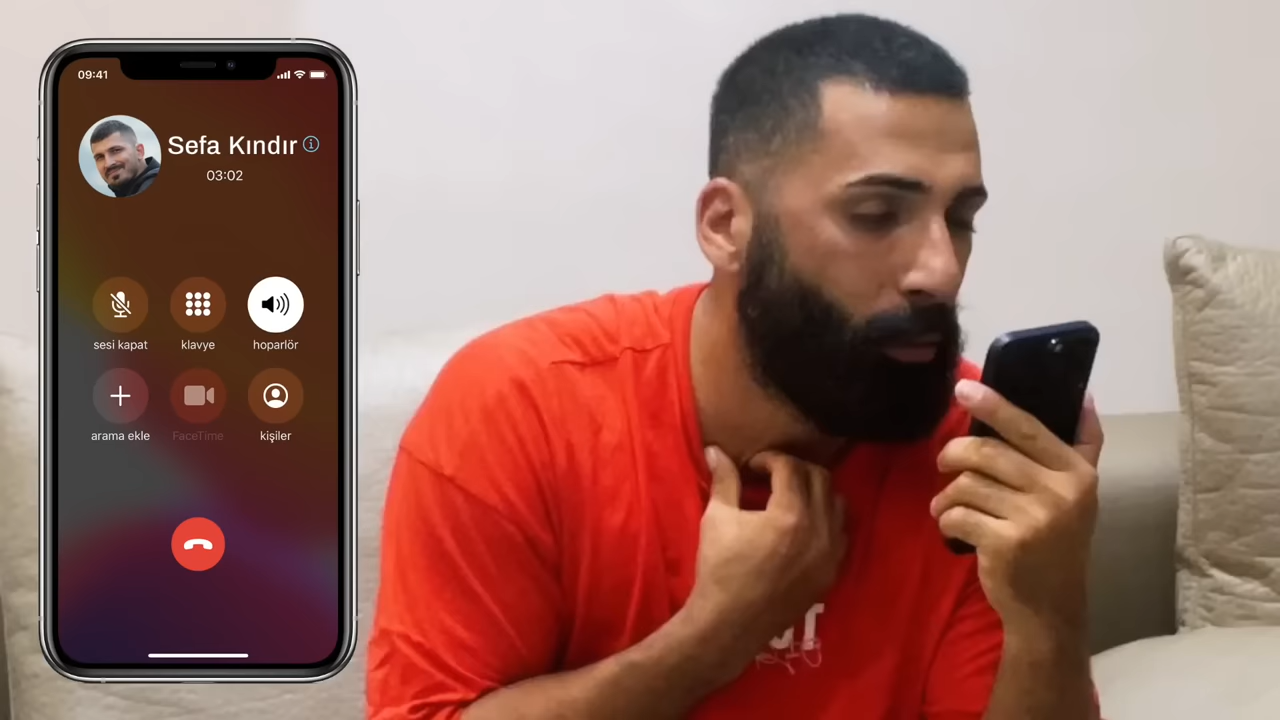 09:41
Sefa Kındır
03:02
sesi kapat
klavye
hoparlör
arama ekle
FaceTime
kişiler